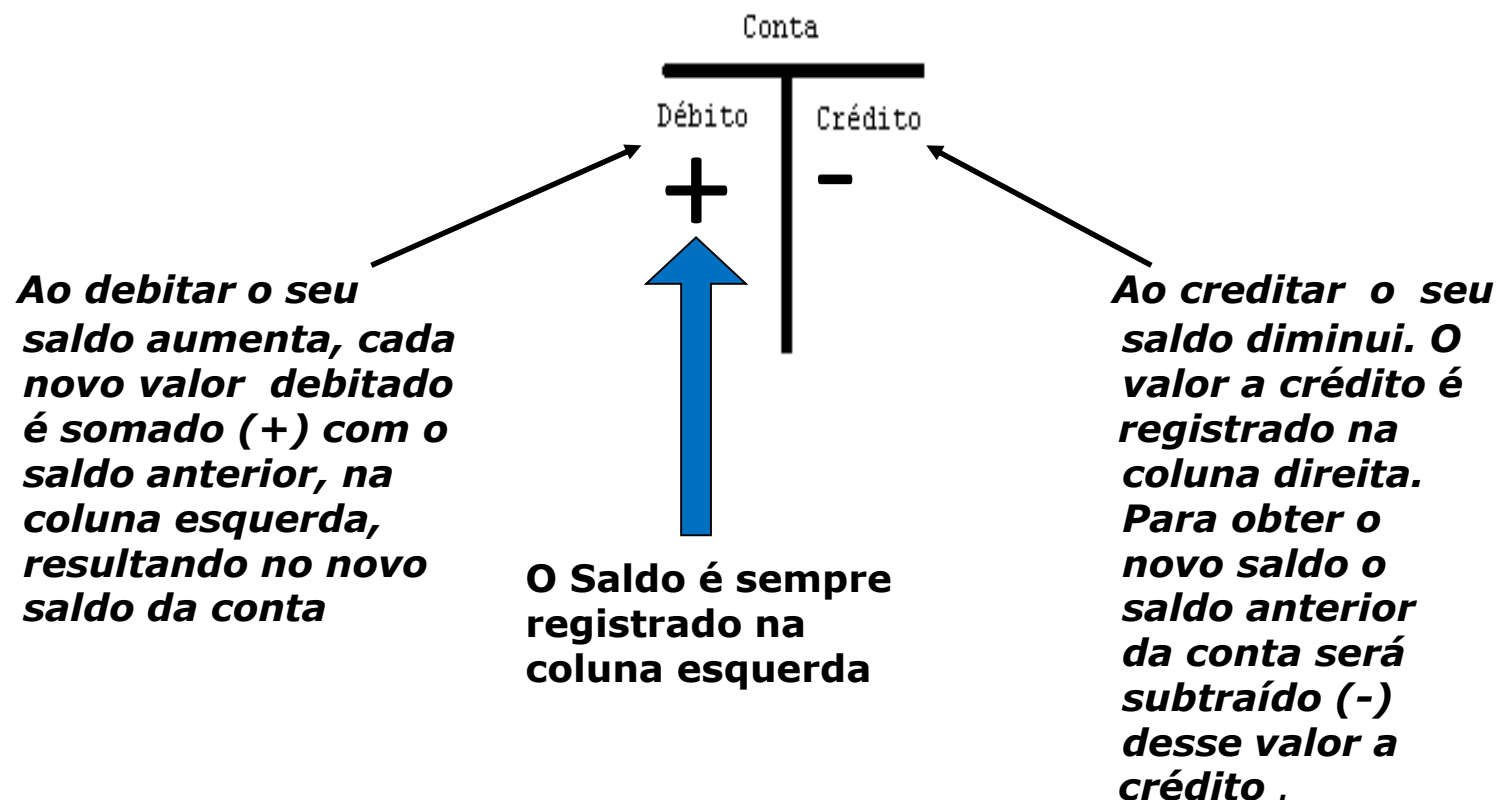 Conta
Débito
Crédito
+
-
Ao debitar o seu
saldo aumenta, cada
novo valor debitado
é somado (+) com o
saldo anterior, na
coluna esquerda,
resultando no novo
saldo da conta
O Saldo é sempre
registrado na
coluna esquerda
Ao creditar o seu
saldo diminui. O
valor a crédito é
registrado na
coluna direita.
Para obter o
novo saldo o
saldo anterior
da conta será
subtraído (-)
desse valor a
crédito .